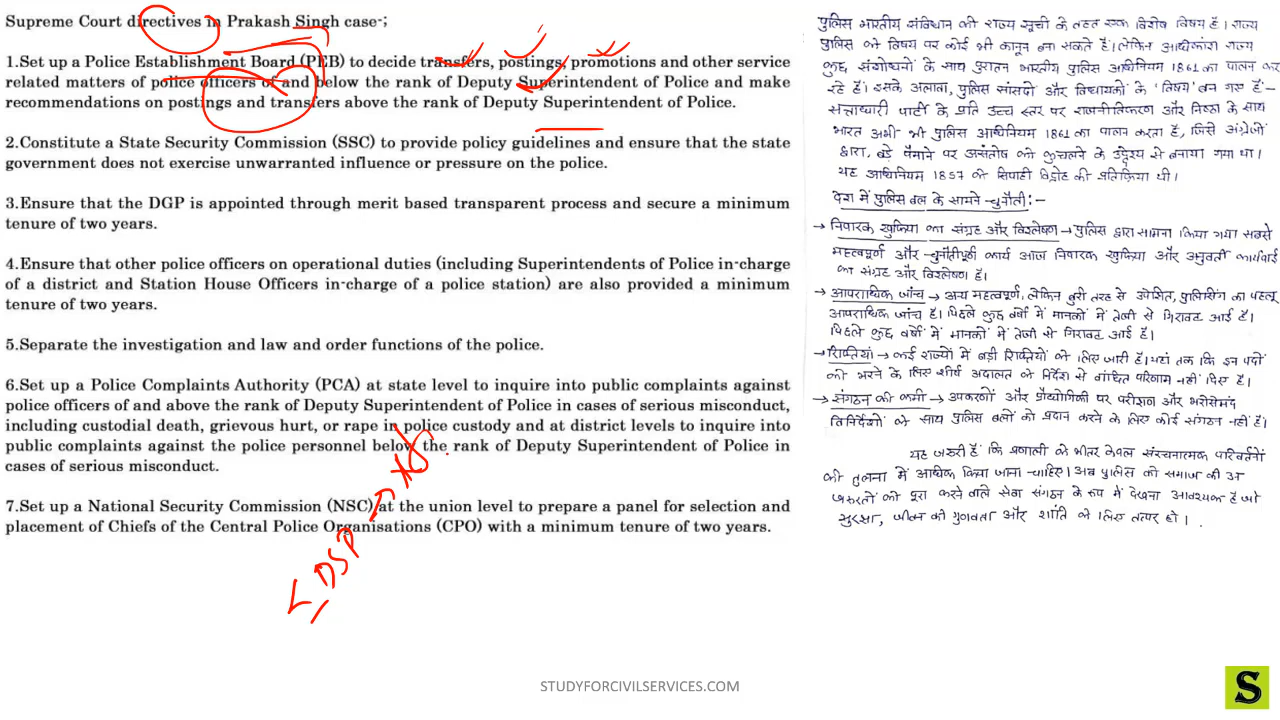 Supreme Court directives in Prakash Singh case-;
1.Set up a Police Establishment Board (PEB) to decide transfers, postings, promotions and other service
related matters of police officers of and below the rank of Deputy Superintendent of Police and make
recommendations on postings and transfers above the rank of Deputy Superintendent of Police.
2.Constitute a State Security Commission (SSC) to provide policy guidelines and ensure that the state
government does not exercise unwarranted influence or pressure on the police.
3.Ensure that the DGP is appointed through merit based transparent process and secure a minimum
tenure of two years.
4.Ensure that other police officers on operational duties (including Superintendents of Police in-charge
of a district and Station House Officers in-charge of a police station) are also provided a minimum
tenure of two years.
5.Separate the investigation and law and order functions of the police.
6.Set up a Police Complaints Authority (PCA) at state level to inquire into public complaints against
police officers of and above the rank of Deputy Superintendent of Police in cases of serious misconduct,
including custodial death, grievous hurt, or rape in police custody and at district levels to inquire into
public complaints against the police personnel below the rank of Deputy Superintendent of Police in
cases of serious misconduct.
7.Set up a National Security Commission (NSC) at the union level to prepare a panel for selection and
placement of Chiefs of the Central Police Organisations (CPO) with a minimum tenure of two years.
≤ DSP →
पुलिस भारतीय संविधान की राज्य सूची के तहत एक विशेष विषय है। राज्य
पुलिस के विषय पर कोई भी कानून बना सकते हैं। लेकिन अधिकांश राज्य
कुछ संशोधनों के साथ पुरातन भारतीय पुलिस अधिनियम 1861 का पालन कर
रहे हैं। इसके अलावा, पुलिस सांसदों और विधायकों के 'विषय' बन गए हैं-
सत्ताधारी पार्टी के प्रति उच्च स्तर पर राजनीतिकरण और निष्ठा के साथ
भारत अभी भी पुलिस अधिनियम 1861 का पालन करता है, जिसे अंग्रेजों
द्वारा, बड़े पैमाने पर असंतोष को कुचलने के उद्देश्य से बनाया गया था।
यह अधिनियम 1857 के सिपाही विद्रोह की प्रतिक्रिया थी।
देश में पुलिस बल के सामने चुनौती:-
→ निवारक खुफिया का संग्रह और विश्लेषण → पुलिस द्वारा सामना किया गया सबसे
महत्वपूर्ण और चुनौतीपूर्ण कार्य आज निवारक खुफिया और अनुवर्ती कार्यवाई
का संग्रह और विश्लेषण है।
→ आपराधिक जांच → अन्य महत्वपूर्ण, लेकिन बुरी तरह से उपेक्षित, पुलिसिंग का पहलू
आपराधिक जांच है। पिछले कुछ वर्षों में मानकों में तेजी से गिरावट आई है।
पिछले कुछ वर्षों में मानकों में तेजी से गिरावट आई है।
→ रिक्तियां → कई राज्यों में बड़ी रिक्तियों के लिए जारी है। यहां तक कि इन पदों
को भरने के लिए शीर्ष अदालत के निर्देश से वांछित परिणाम नहीं दिए है।
→ संगठन की कमी → उपकरणों और प्रौद्योगिकी पर परीक्षण और भरोसेमंद
विनिर्देशों के साथ पुलिस बलों को प्रदान करने के लिए कोई संगठन नहीं है।
यह जरूरी है कि प्रणाली के भीतर केवल संरचनात्मक परिवर्तनों
की तुलना में अधिक किया जाना चाहिए। अब पुलिस को समाज की
जरूरतों को पूरा करने वाले सेवा संगठन के रूप में देखना आवश्यक है जो
सुरक्षा, जीवन की गुणवत्ता और शांति के लिए तत्पर हो।
STUDYFORCIVILSERVICES.COM
S